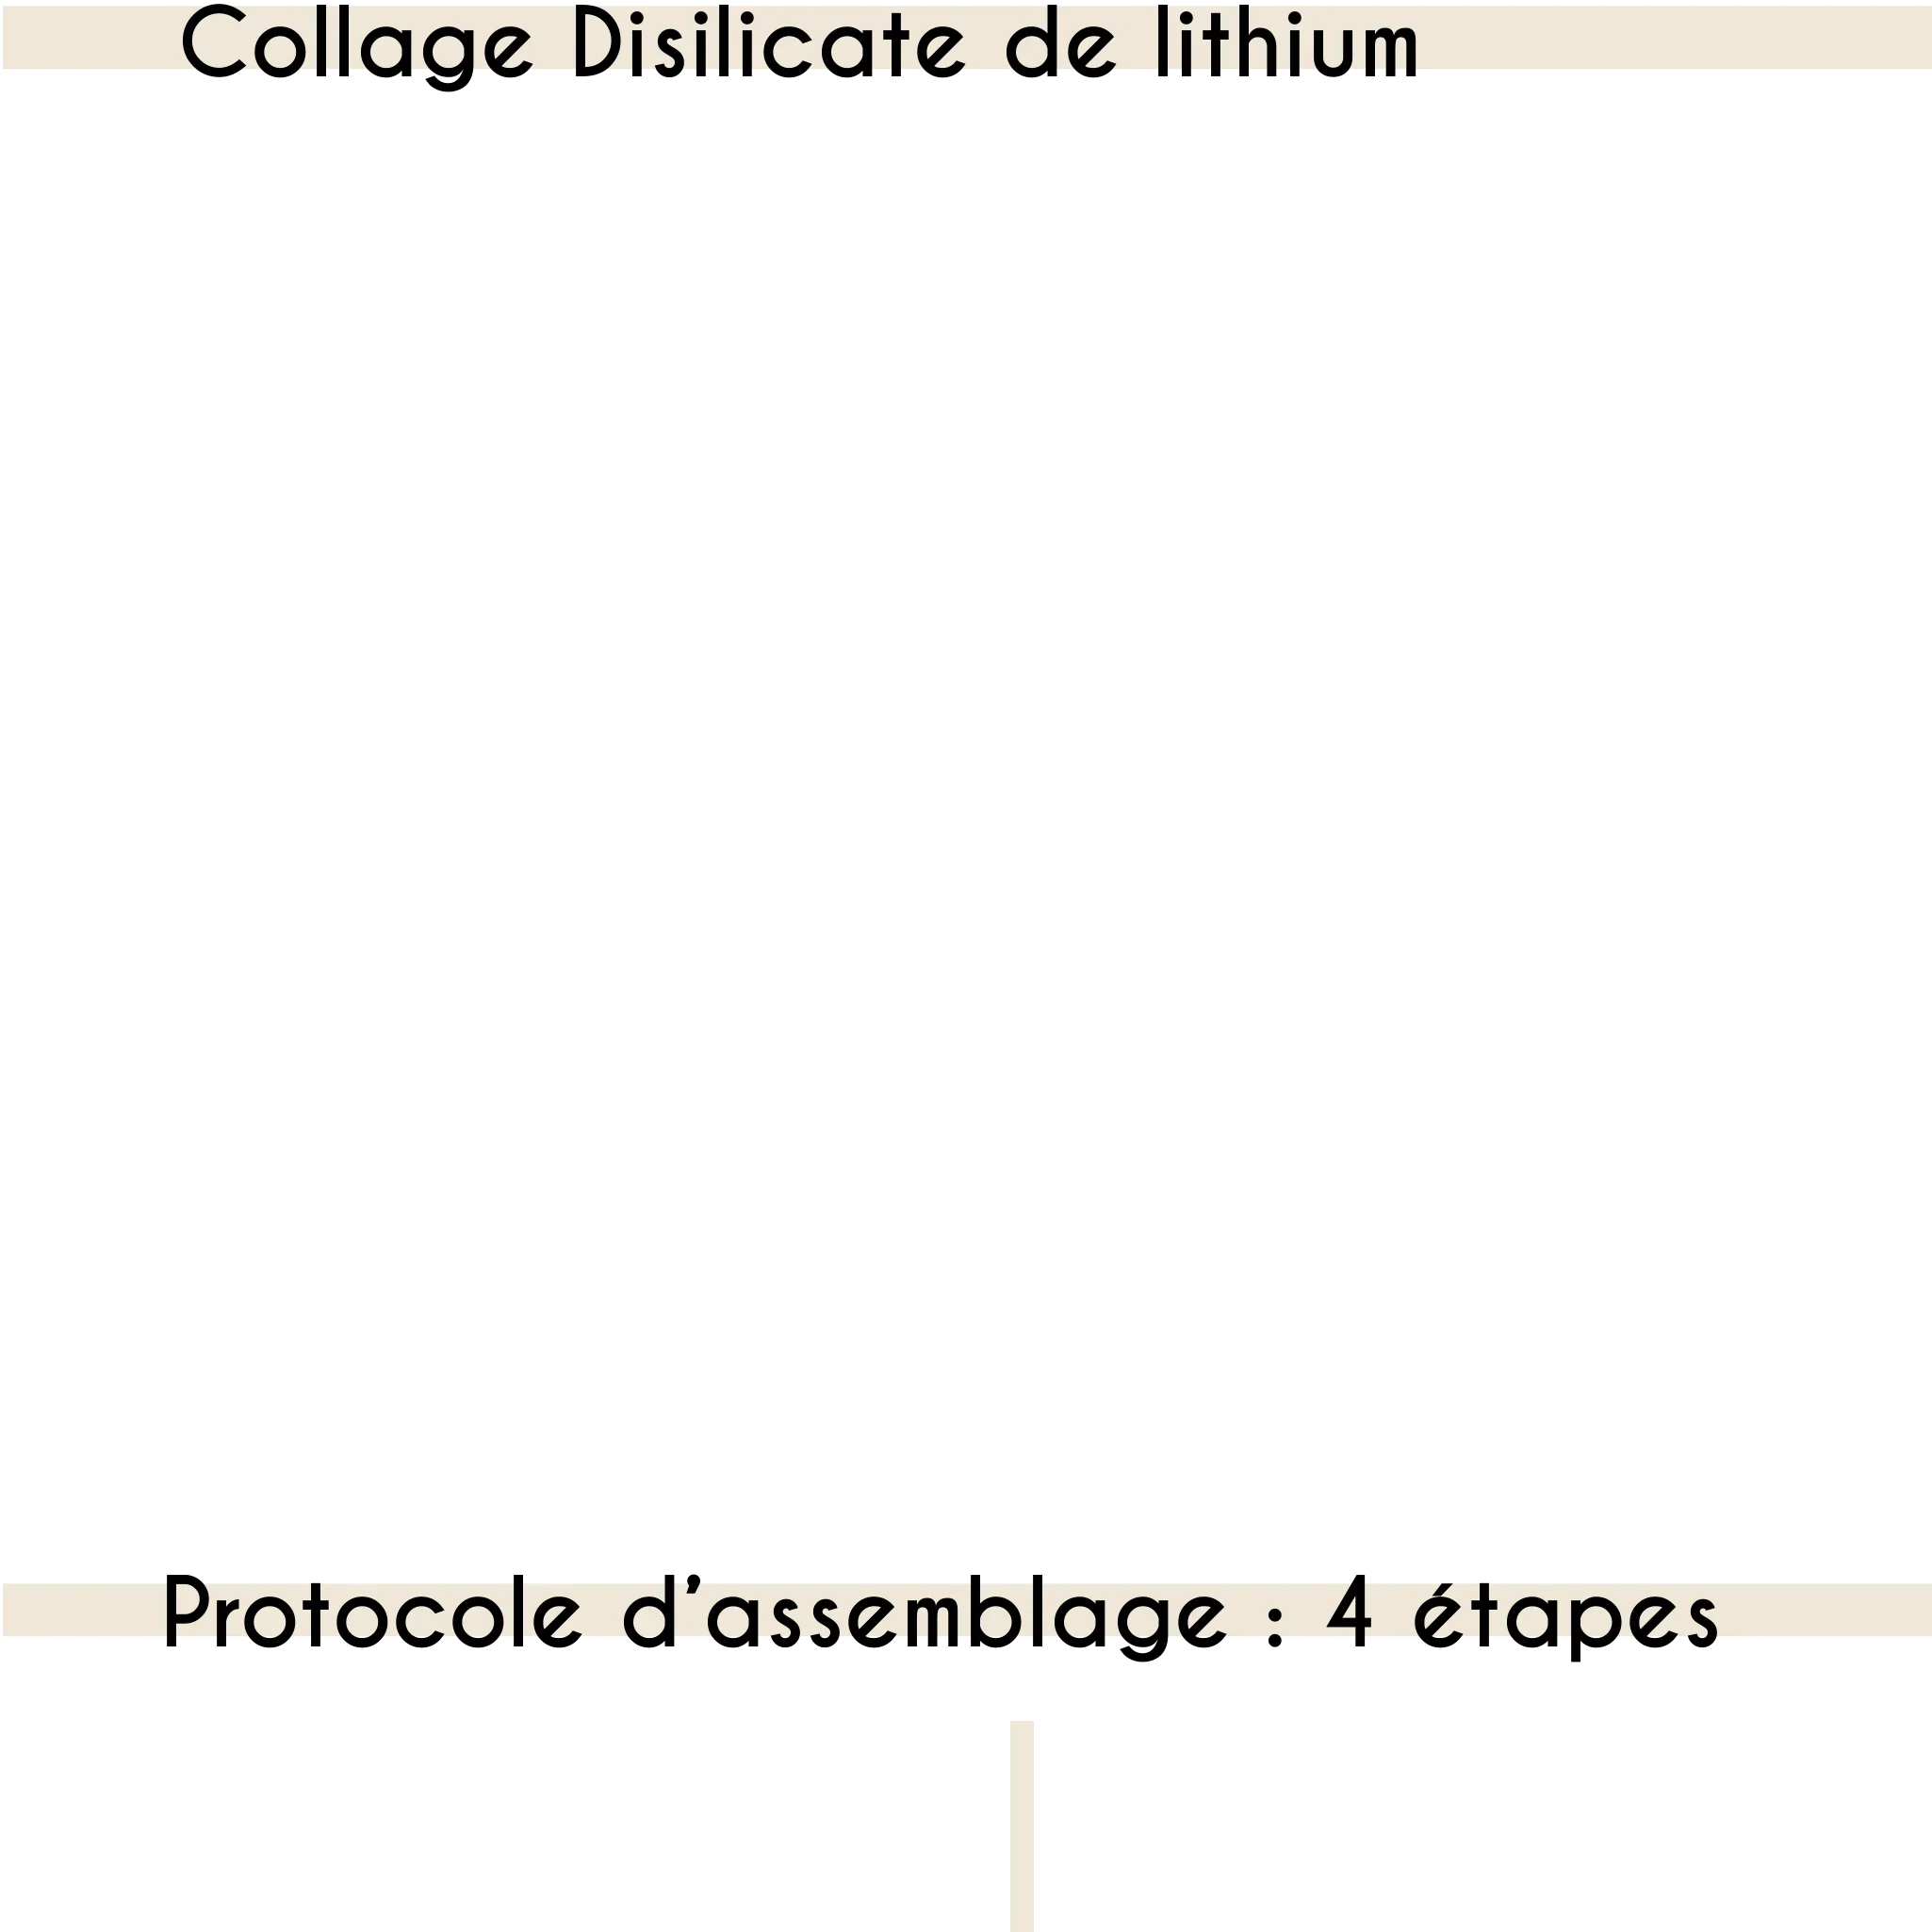 Collage Disilicate de lithium
Protocole d’assemblage : 4 étapes